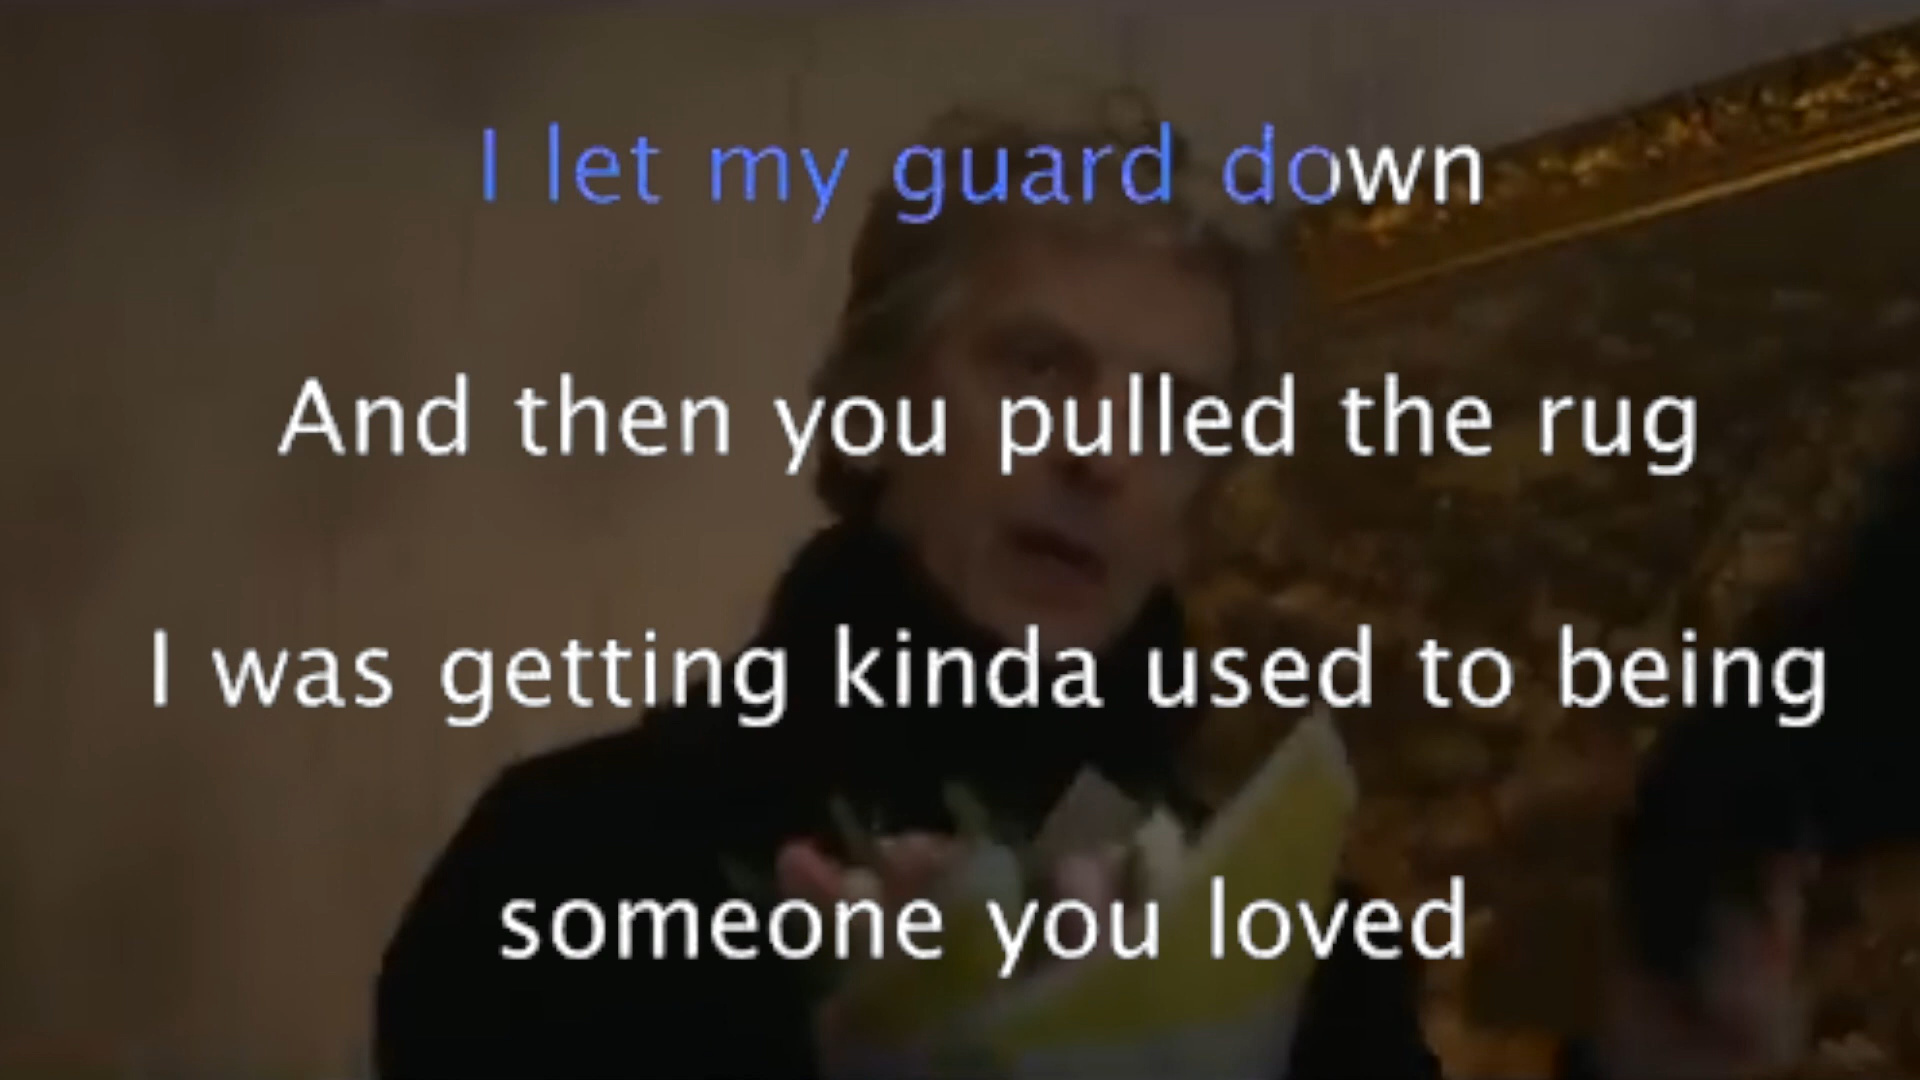 I let my guard down
And then you pulled the rug
I was getting kinda used to being
someone you loved